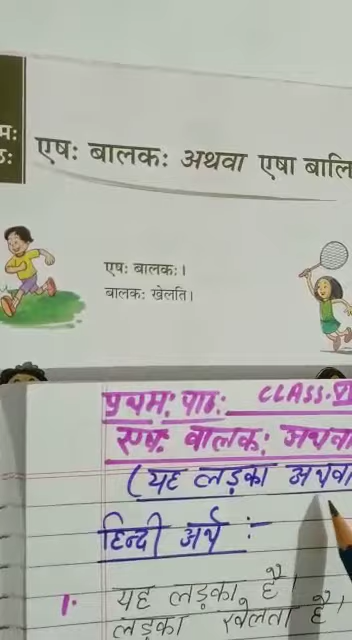 मः
एषः बालकः अथवा एषा बालि
एषः बालकः।
बालकः खेलति।
प्रथमः पाठः CLASS-VI
एषः बालकः अथवा
(यह लड़का अथवा
हिन्दी अर्थ :-
1. यह लड़का है।
लड़का खेलता है।